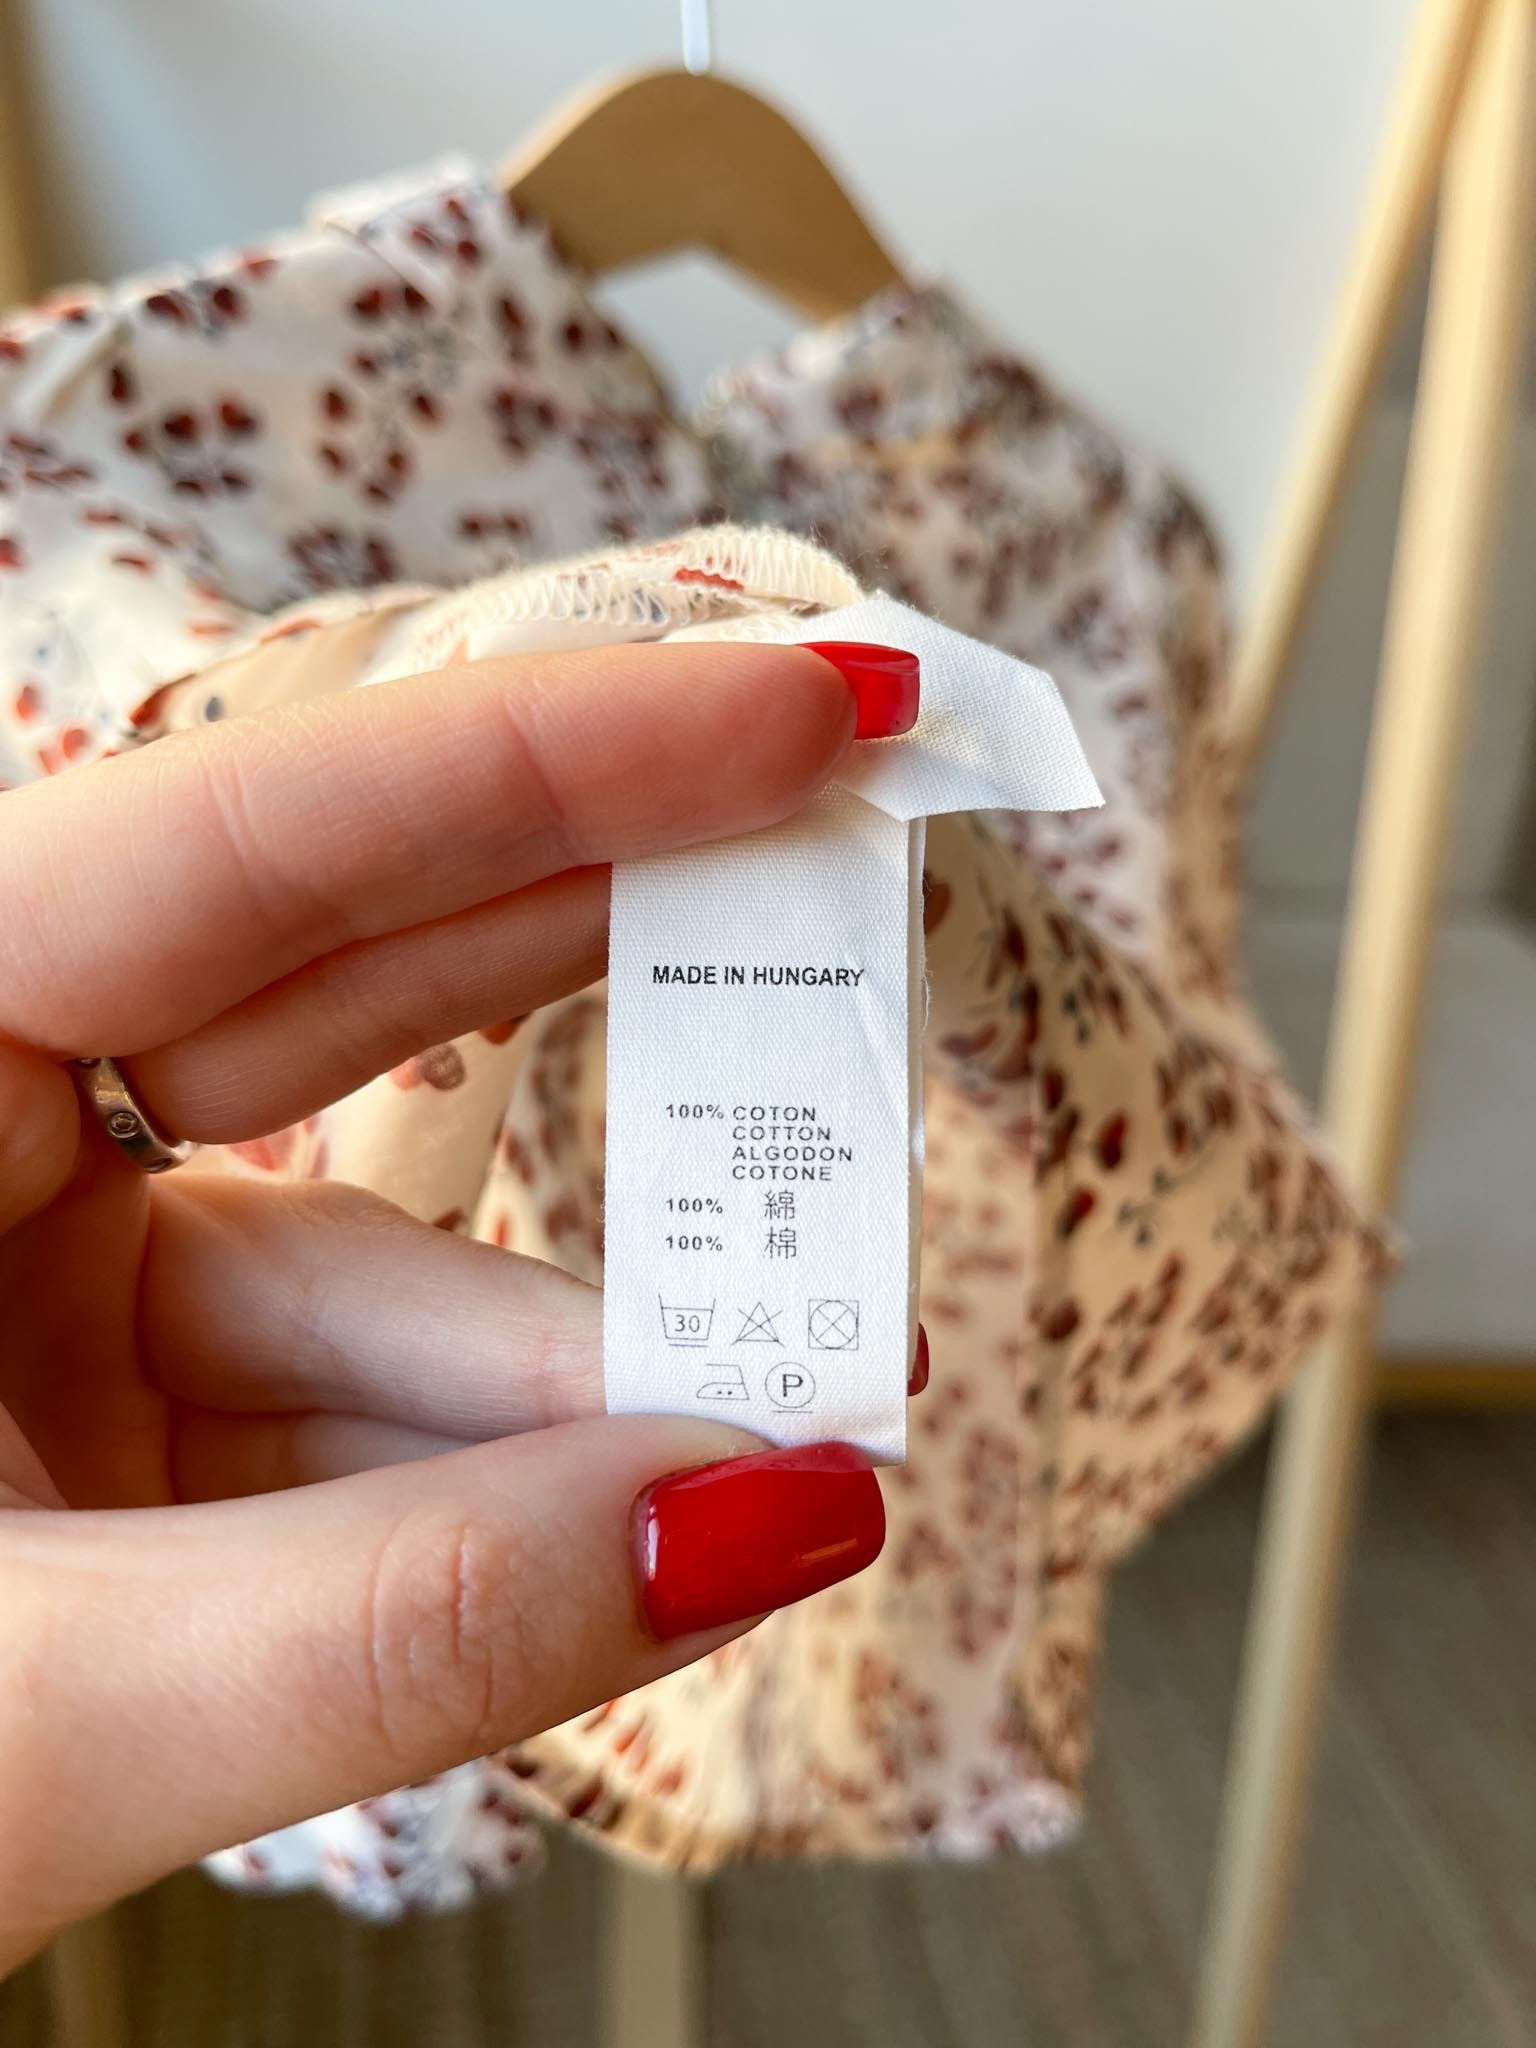 MADE IN HUNGARY
100% COTON
COTTON
ALGODON
COTONE
100% 綿
100% 棉
30
P